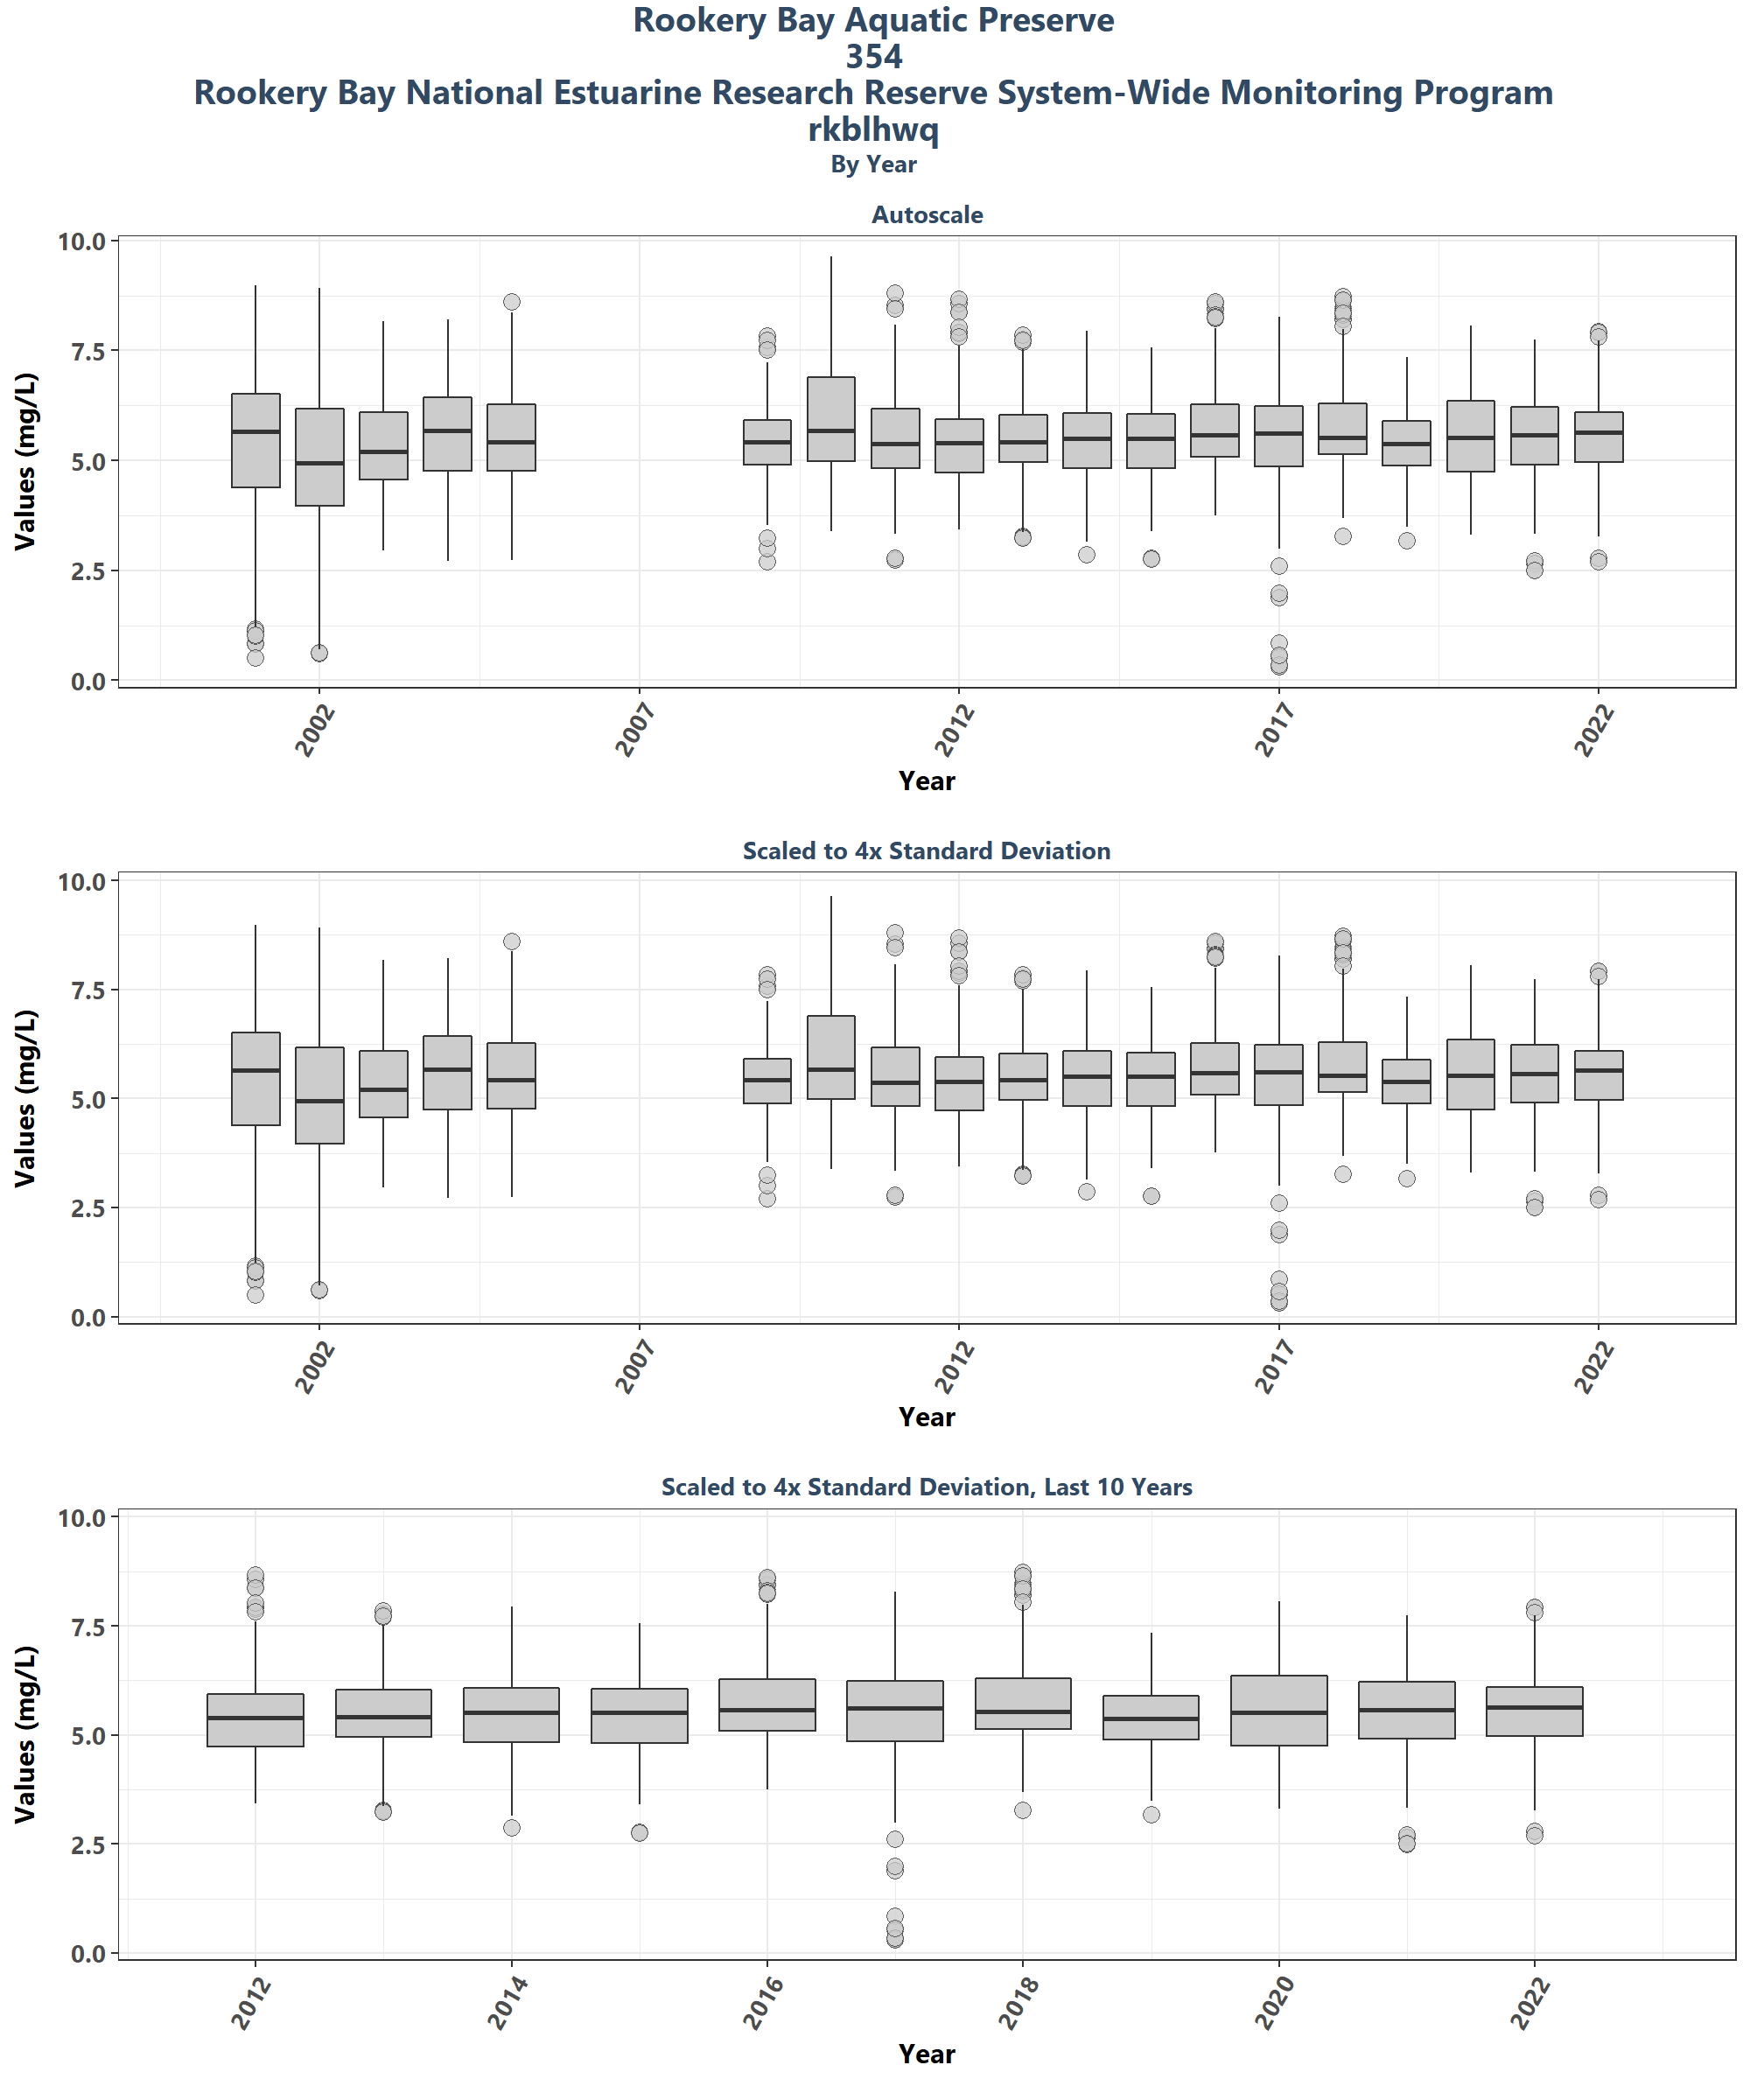 Rookery Bay Aquatic Preserve
354
Rookery Bay National Estuarine Research Reserve System-Wide Monitoring Program
rkblhwq
By Year
Autoscale
Values (mg/L)
10.0
7.5
5.0
2.5
0.0
2002
2007
2012
2017
2022
Year
Scaled to 4x Standard Deviation
Values (mg/L)
10.0
7.5
5.0
2.5
0.0
2002
2007
2012
2017
2022
Year
Scaled to 4x Standard Deviation, Last 10 Years
Values (mg/L)
10.0
7.5
5.0
2.5
0.0
2012
2014
2016
2018
2020
2022
Year